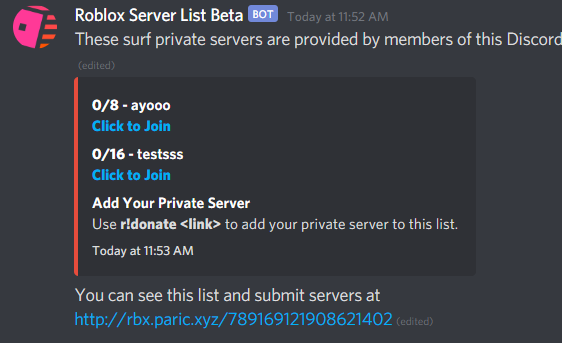 Roblox Server List Beta BOT Today at 11:52 AM
These surf private servers are provided by members of this Discord
(edited)
0/8 - ayooo
Click to Join
0/16 - testsss
Click to Join
Add Your Private Server
Use r!donate <link> to add your private server to this list.
Today at 11:53 AM
You can see this list and submit servers at
http://rbx.paric.xyz/789169121908621402 (edited)